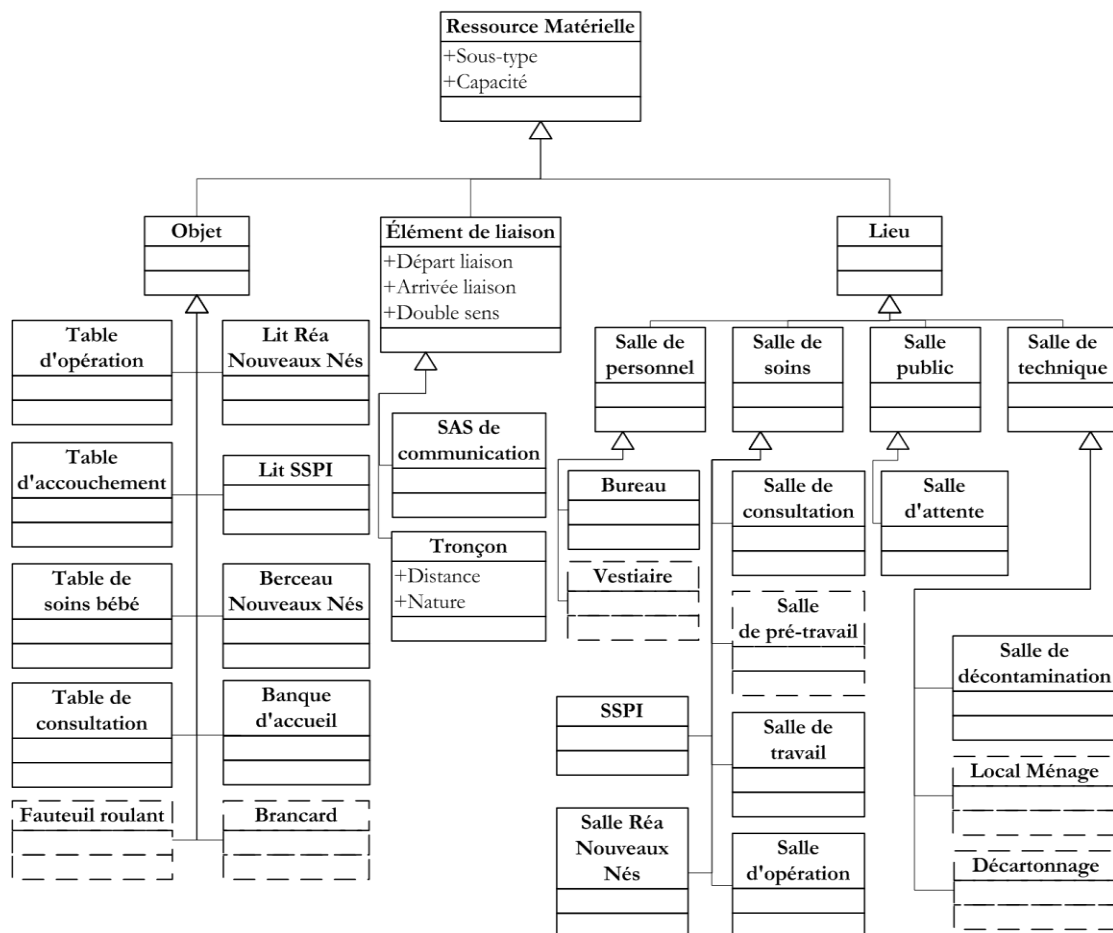 Ressource Matérielle
+Sous-type
+Capacité
Objet
Élément de liaison
+Départ liaison
+Arrivée liaison
+Double sens
Lieu
Table
d'opération
Lit Réa
Nouveaux Nés
Table
d'accouchement
Lit SSPI
Table de
soins bébé
Berceau
Nouveaux Nés
Table de
consultation
Banque
d'accueil
Fauteuil roulant
Brancard
SAS de
communication
Tronçon
+Distance
+Nature
Salle de
personnel
Salle de
soins
Salle
public
Salle de
technique
Bureau
Vestiaire
Salle de
consultation
Salle
de pré-travail
SSPI
Salle de
travail
Salle Réa
Nouveaux
Nés
Salle
d'opération
Salle
d'attente
Salle de
décontamination
Local Ménage
Décartonnage